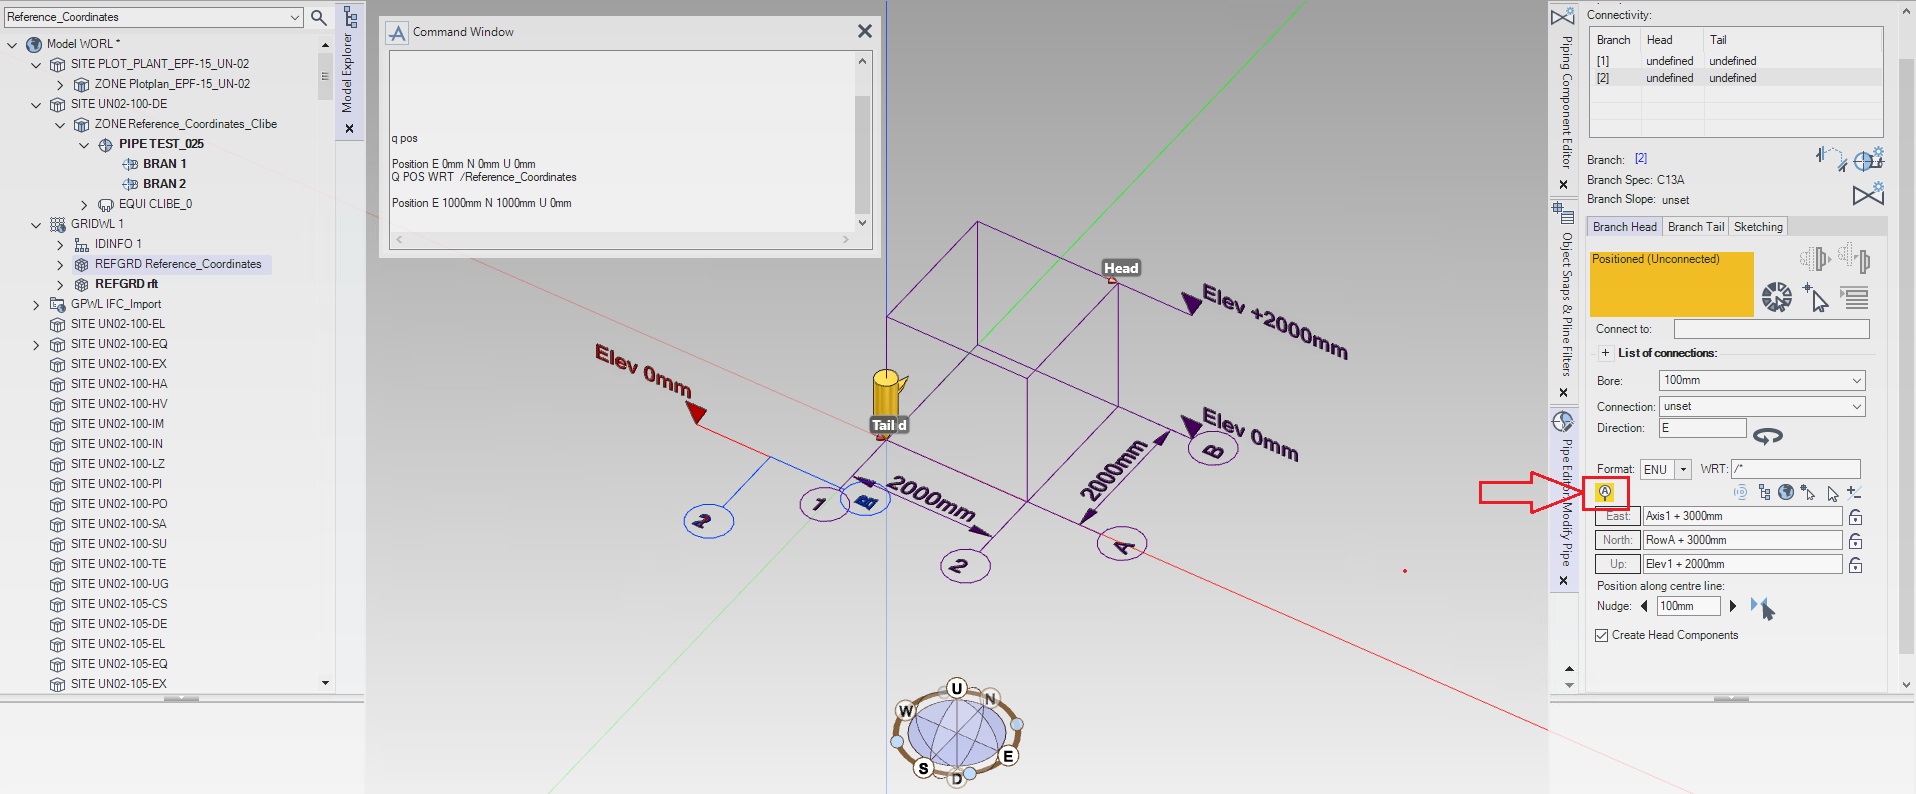 Reference_Coordinates
Model WORL *
SITE PLOT_PLANT_EPF-15_UN-02
ZONE Plotplan_EPF-15_UN-02
SITE UN02-100-DE
ZONE Reference_Coordinates_Clibe
PIPE TEST_025
BRAN 1
BRAN 2
EQUI CLIBE_0
GRIDWL 1
IDINFO 1
REFGRD Reference_Coordinates
REFGRD rft
GPWL IFC_Import
SITE UN02-100-EL
SITE UN02-100-EQ
SITE UN02-100-EX
SITE UN02-100-HA
SITE UN02-100-HV
SITE UN02-100-IM
SITE UN02-100-IN
SITE UN02-100-LZ
SITE UN02-100-PI
SITE UN02-100-PO
SITE UN02-100-SA
SITE UN02-100-SU
SITE UN02-100-TE
SITE UN02-100-UG
SITE UN02-105-CS
SITE UN02-105-DE
SITE UN02-105-EL
SITE UN02-105-EQ
SITE UN02-105-EX
Model Explorer
Command Window
q pos
Position E 0mm N 0mm U 0mm
Q POS WRT /Reference_Coordinates
Position E 1000mm N 1000mm U 0mm
Head
Elev +2000mm
Elev 0mm
Tail d
Elev 0mm
B
2000mm
2000mm
1
B
2
2
A
U
N
W
E
S
D
Piping Component Editor
Object Snaps & Pline Filters
Pipe Editor: Modify Pipe
Connectivity:
Branch Head Tail
[1] undefined undefined
[2] undefined undefined
Branch: [2]
Branch Spec: C13A
Branch Slope: unset
Branch Head Branch Tail Sketching
Positioned (Unconnected)
Connect to:
+ List of connections:
Bore: 100mm
Connection: unset
Direction: E
Format: ENU WRT: /*
A
East: Axis1 + 3000mm
North: RowA + 3000mm
Up: Elev1 + 2000mm
Position along centre line:
Nudge: 100mm
Create Head Components